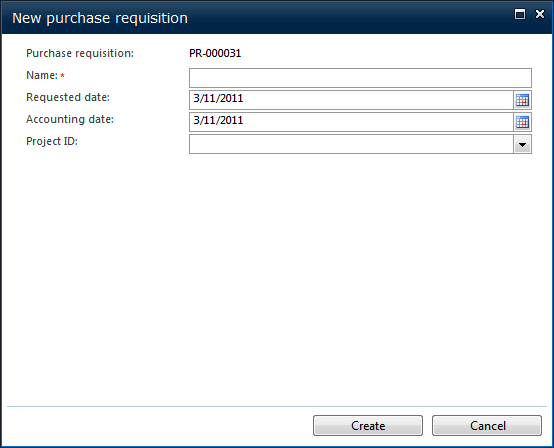 New purchase requisition
Purchase requisition: PR-000031
Name: *
Requested date: 3/11/2011
Accounting date: 3/11/2011
Project ID:
Create Cancel